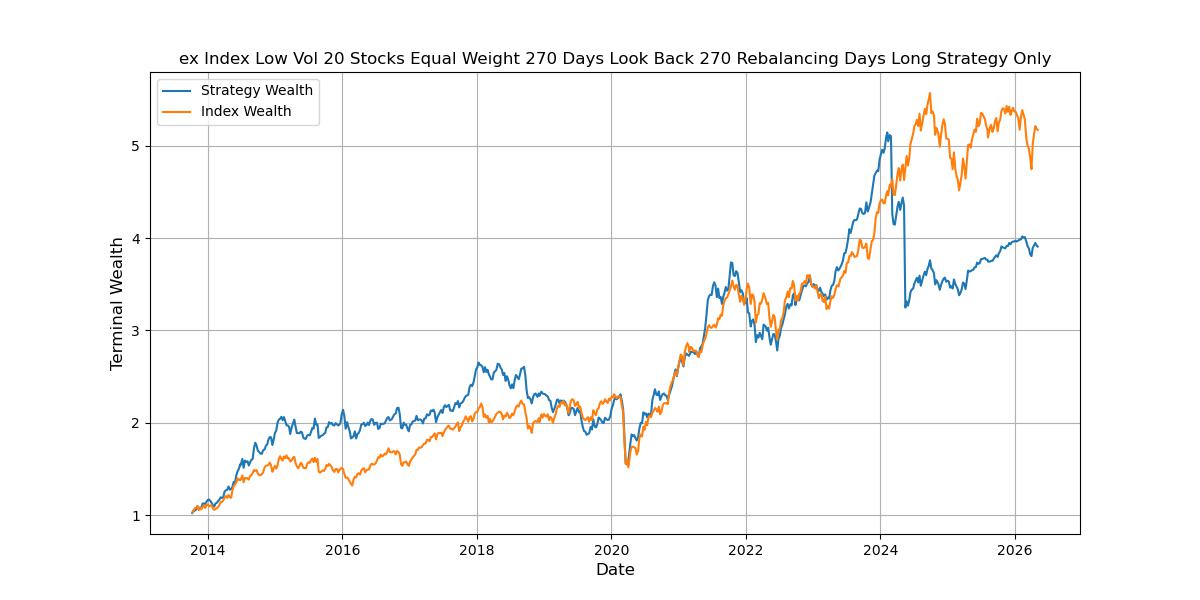 ex Index Low Vol 20 Stocks Equal Weight 270 Days Look Back 270 Rebalancing Days Long Strategy Only
Strategy Wealth
Index Wealth
Terminal Wealth
5
4
3
2
1
2014 2016 2018 2020 2022 2024 2026
Date